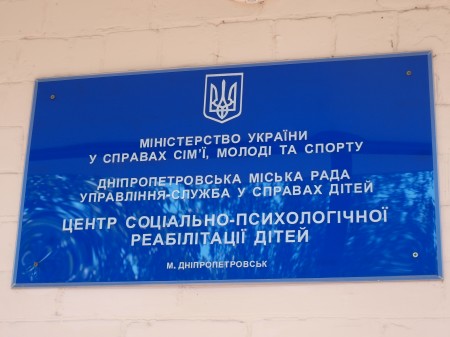 МІНІСТЕРСТВО УКРАЇНИ
У СПРАВАХ СІМ'Ї, МОЛОДІ ТА СПОРТУ
ДНІПРОПЕТРОВСЬКА МІСЬКА РАДА
УПРАВЛІННЯ-СЛУЖБА У СПРАВАХ ДІТЕЙ
ЦЕНТР СОЦІАЛЬНО-ПСИХОЛОГІЧНОЇ
РЕАБІЛІТАЦІЇ ДІТЕЙ
М. ДНІПРОПЕТРОВСЬК